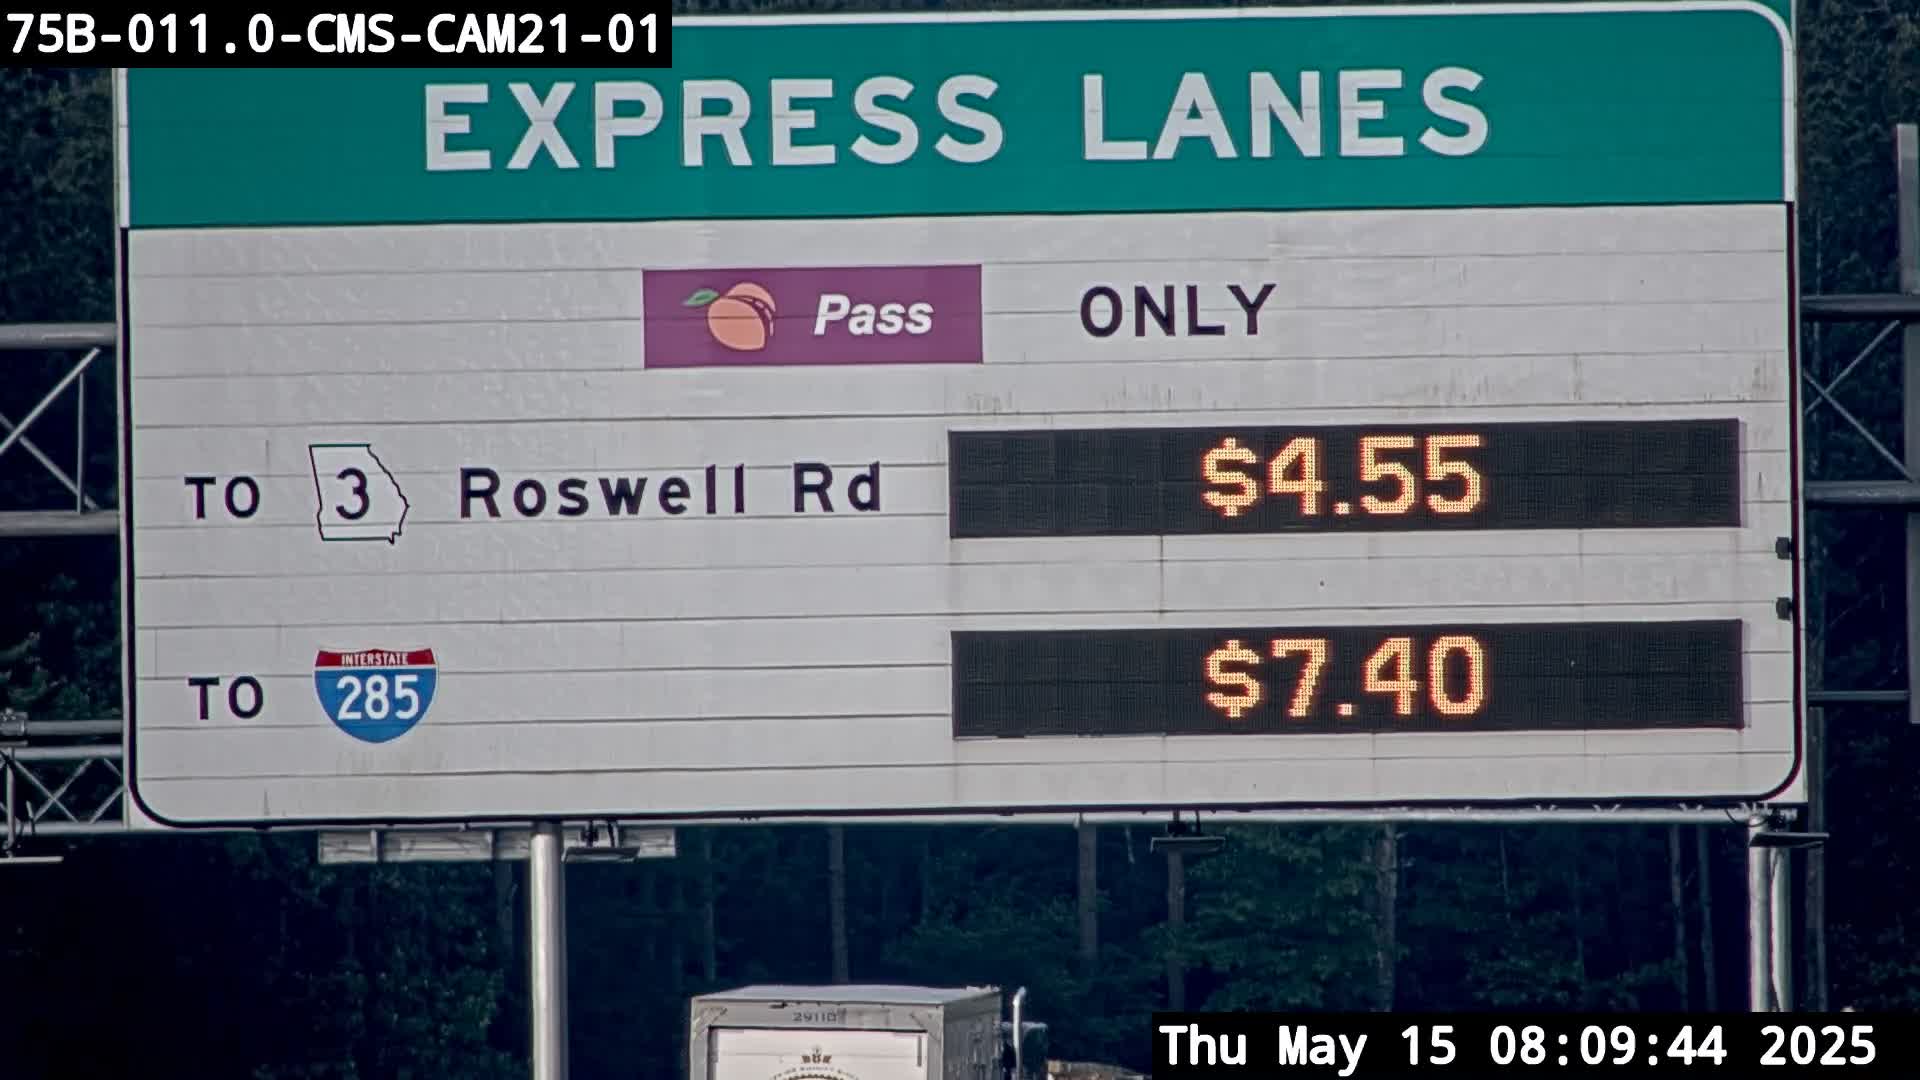 75B-011.0-CMS-CAM21-01
EXPRESS LANES
Pass ONLY
TO 3 Roswell Rd $4.55
TO INTERSTATE 285 $7.40
29110
Thu May 15 08:09:44 2025